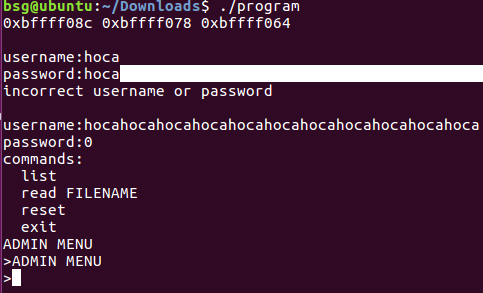 bsg@ubuntu:~/Downloads$ ./program
0xbffff08c 0xbffff078 0xbffff064
username:hoca
password:hoca
incorrect username or password
username:hocahocahocahocahocahocahocahocahocahocahoca
password:0
commands:
list
read FILENAME
reset
exit
ADMIN MENU
>ADMIN MENU
>